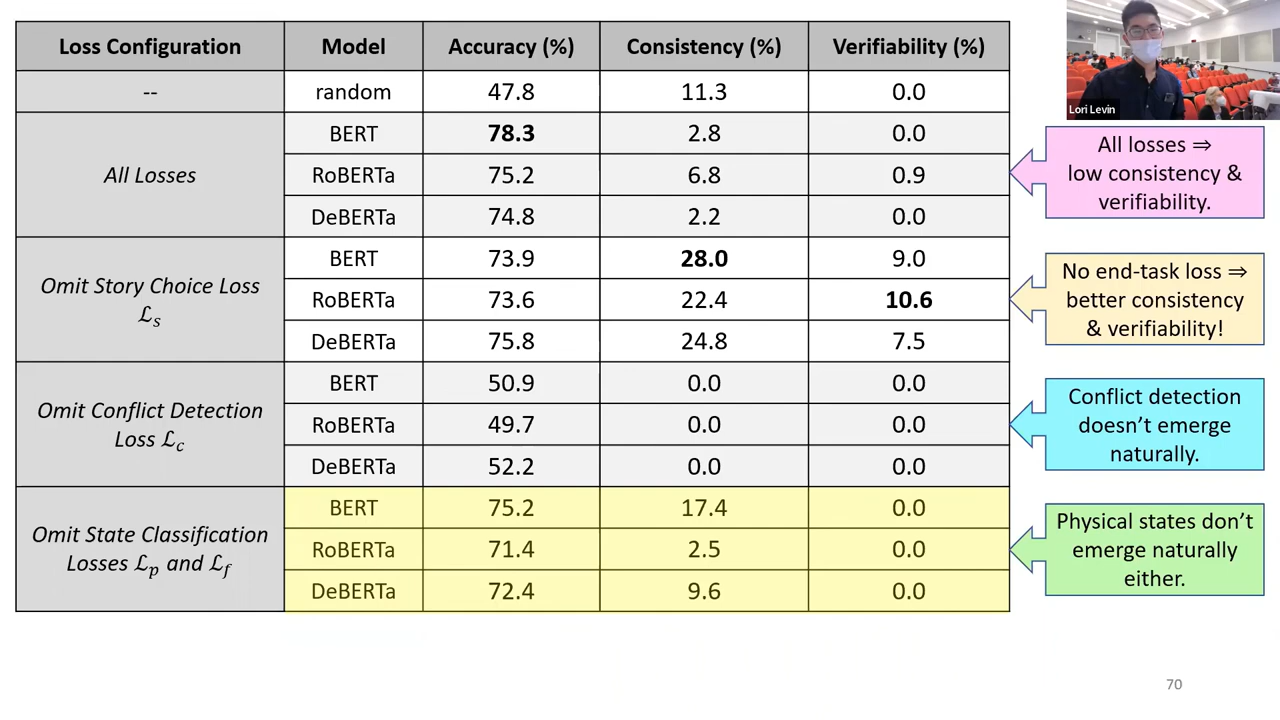 Loss Configuration Model Accuracy (%) Consistency (%) Verifiability (%)
-- random 47.8 11.3 0.0
All Losses
BERT 78.3 2.8 0.0
RoBERTa 75.2 6.8 0.9
DeBERTa 74.8 2.2 0.0
Omit Story Choice Loss
ℒs
BERT 73.9 28.0 9.0
RoBERTa 73.6 22.4 10.6
DeBERTa 75.8 24.8 7.5
Omit Conflict Detection
Loss ℒc
BERT 50.9 0.0 0.0
RoBERTa 49.7 0.0 0.0
DeBERTa 52.2 0.0 0.0
Omit State Classification
Losses ℒp and ℒf
BERT 75.2 17.4 0.0
RoBERTa 71.4 2.5 0.0
DeBERTa 72.4 9.6 0.0
Lori Levin
All losses ⇒
low consistency &
verifiability.
No end-task loss ⇒
better consistency
& verifiability!
Conflict detection
doesn’t emerge
naturally.
Physical states don’t
emerge naturally
either.
70